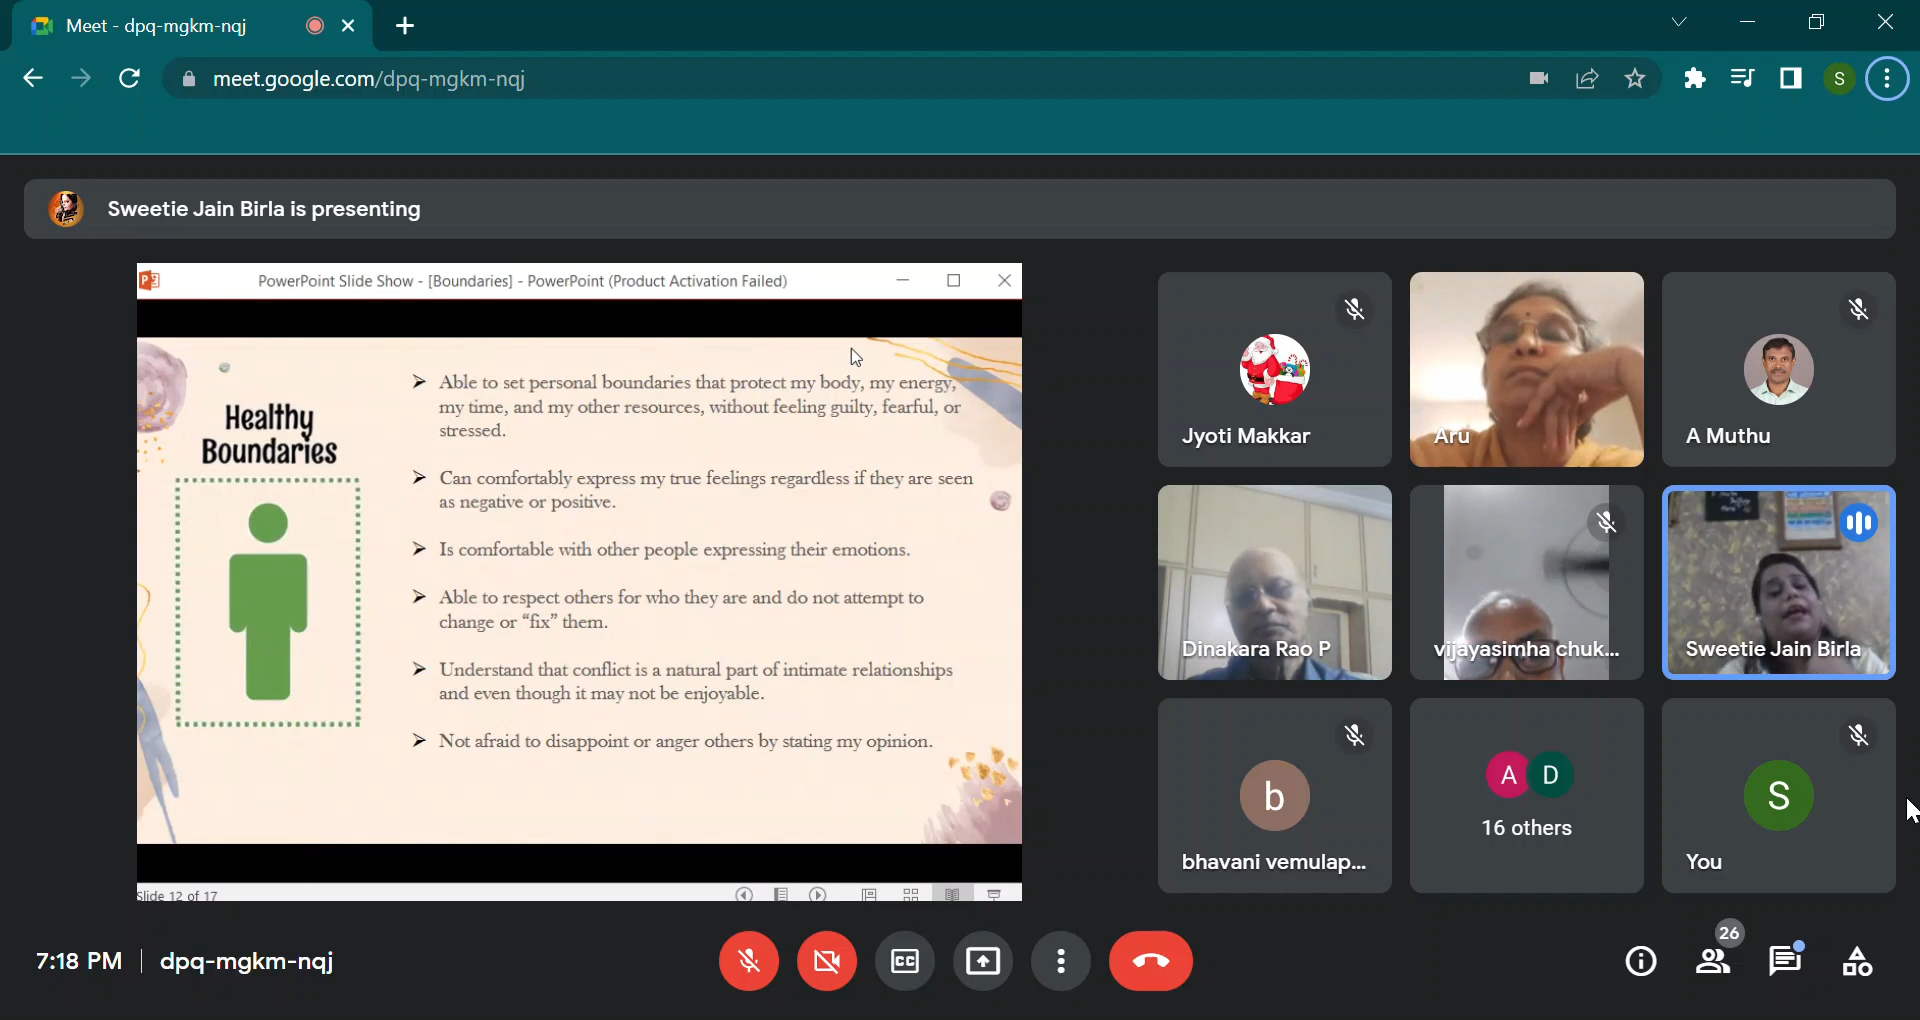 Meet - dpq-mgkm-nqj
meet.google.com/dpq-mgkm-nqj
S
Sweetie Jain Birla is presenting
PowerPoint Slide Show - [Boundaries] - PowerPoint (Product Activation Failed)
Healthy
Boundaries
➢ Able to set personal boundaries that protect my body, my energy,
my time, and my other resources, without feeling guilty, fearful, or
stressed.
➢ Can comfortably express my true feelings regardless if they are seen
as negative or positive.
➢ Is comfortable with other people expressing their emotions.
➢ Able to respect others for who they are and do not attempt to
change or “fix” them.
➢ Understand that conflict is a natural part of intimate relationships
and even though it may not be enjoyable.
➢ Not afraid to disappoint or anger others by stating my opinion.
Slide 12 of 17
Jyoti Makkar
Aru
A Muthu
Dinakara Rao P
vijayasimha chuk...
Sweetie Jain Birla
b
bhavani vemulap...
A D
16 others
S
You
7:18 PM | dpq-mgkm-nqj
CC
26